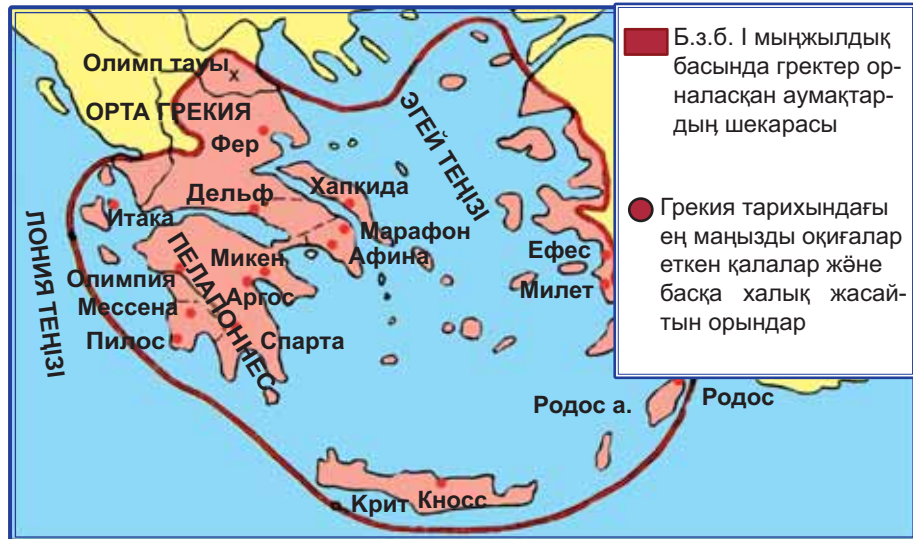 Олимп тауы
ОРТА ГРЕКИЯ
Фер
ЭГЕЙ ТЕҢІЗІ
Дельф
Хапқида
Итака
Марафон
Микен
Афина
Ефес
ЛОНИЯ ТЕҢІЗІ
ПЕЛАПОННЕС
Олимпия
Аргос
Милет
Мессена
Пилос
Спарта
Родос а.
Родос
Крит
Кносс
Б.з.б. I мыңжылдық
басында гректер ор-
наласқан аумақтар-
дың шекарасы
Грекия тарихындағы
ең маңызды оқиғалар
еткен қалалар және
басқа халық жасай-
тын орындар